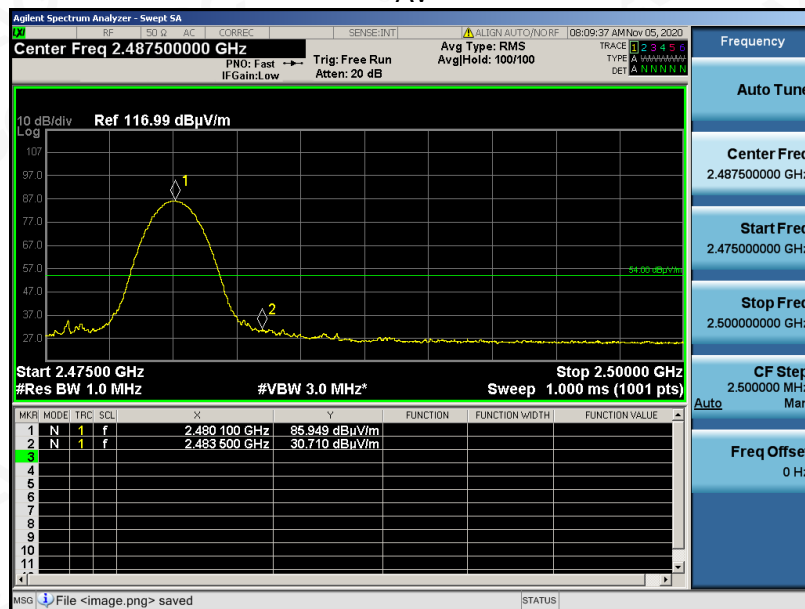 Agilent Spectrum Analyzer - Swept SA
LXI RF 50 Ω AC CORREC SENSE:INT ALIGN AUTO/NO RF 08:09:37 AM Nov 05, 2020
Center Freq 2.487500000 GHz
PNO: Fast
IFGain:Low
Trig: Free Run
Atten: 20 dB
Avg Type: RMS
Avg|Hold: 100/100
TRACE 1 2 3 4 5 6
TYPE A
DET A N N N N N
10 dB/div Ref 116.99 dBµV/m
Log
107
97.0
87.0
77.0
67.0
57.0
47.0
37.0
27.0
1
2
54.00 dBµV/m
Start 2.47500 GHz Stop 2.50000 GHz
#Res BW 1.0 MHz #VBW 3.0 MHz* Sweep 1.000 ms (1001 pts)
MKR MODE TRC SCL X Y FUNCTION FUNCTION WIDTH FUNCTION VALUE
1 N 1 f 2.480 100 GHz 85.949 dBµV/m
2 N 1 f 2.483 500 GHz 30.710 dBµV/m
3
4
5
6
7
8
9
10
11
MSG File <image.png> saved STATUS
Frequency
Auto Tune
Center Freq
2.487500000 GHz
Start Freq
2.475000000 GHz
Stop Freq
2.500000000 GHz
CF Step
2.500000 MHz
Auto Man
Freq Offset
0 Hz